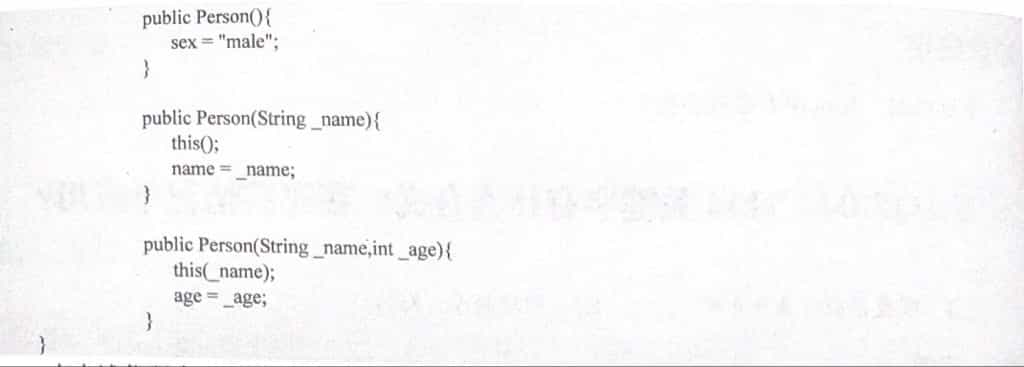 public Person(){
sex = "male";
}
public Person(String _name){
this();
name = _name;
}
public Person(String _name,int _age){
this(_name);
age = _age;
}
}